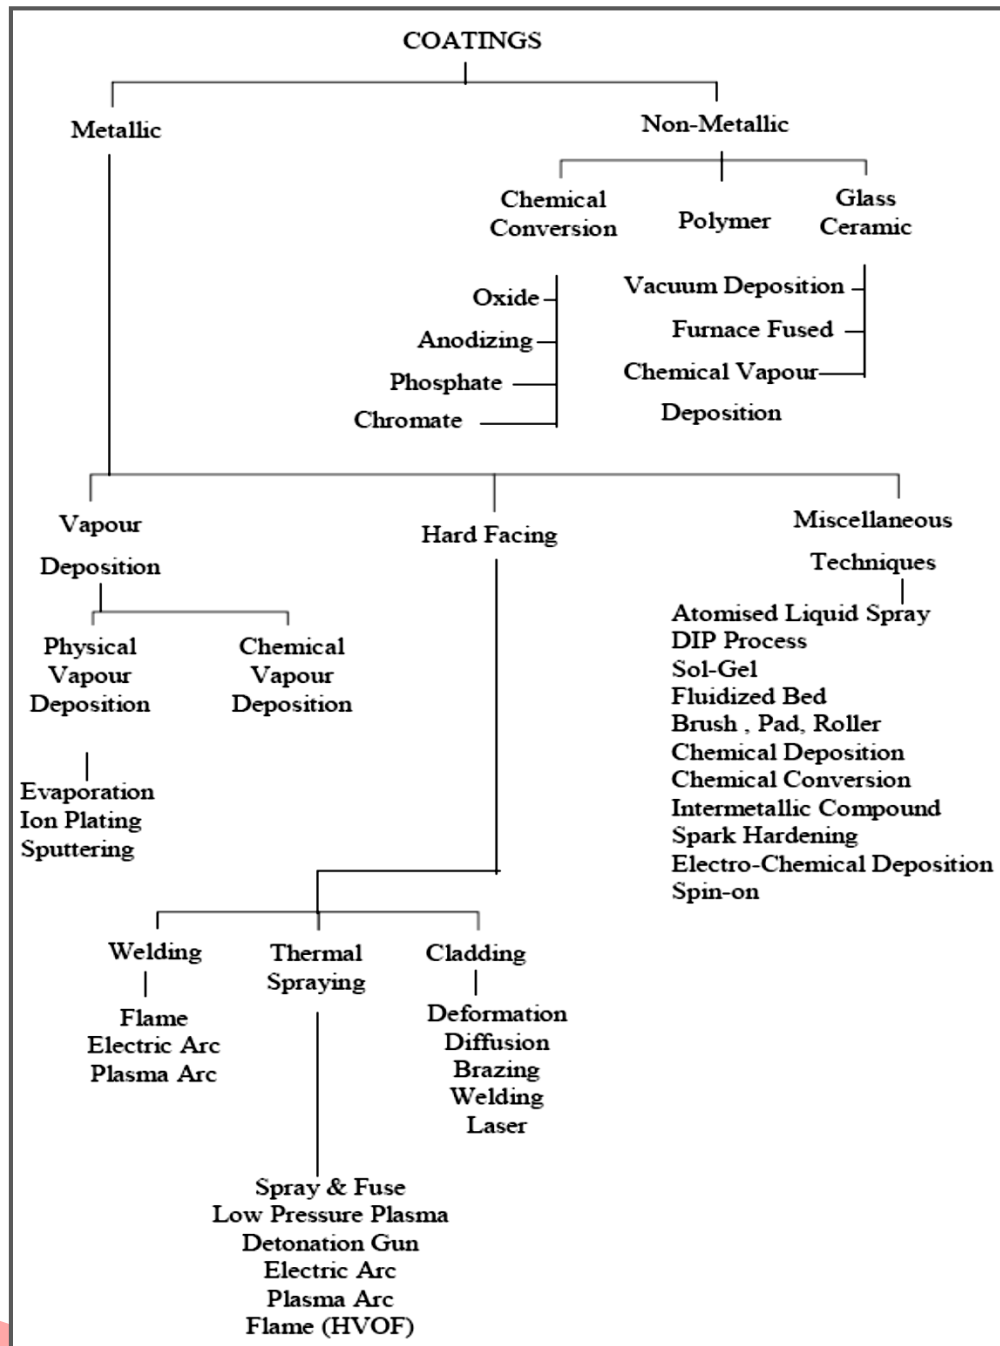 COATINGS
Metallic
Non-Metallic
Chemical
Conversion
Polymer
Glass
Ceramic
Oxide
Anodizing
Phosphate
Chromate
Vacuum Deposition
Furnace Fused
Chemical Vapour
Deposition
Vapour
Deposition
Hard Facing
Miscellaneous
Techniques
Physical
Vapour
Deposition
Chemical
Vapour
Deposition
Evaporation
Ion Plating
Sputtering
Atomised Liquid Spray
DIP Process
Sol-Gel
Fluidized Bed
Brush , Pad, Roller
Chemical Deposition
Chemical Conversion
Intermetallic Compound
Spark Hardening
Electro-Chemical Deposition
Spin-on
Welding
Flame
Electric Arc
Plasma Arc
Thermal
Spraying
Cladding
Deformation
Diffusion
Brazing
Welding
Laser
Spray & Fuse
Low Pressure Plasma
Detonation Gun
Electric Arc
Plasma Arc
Flame (HVOF)